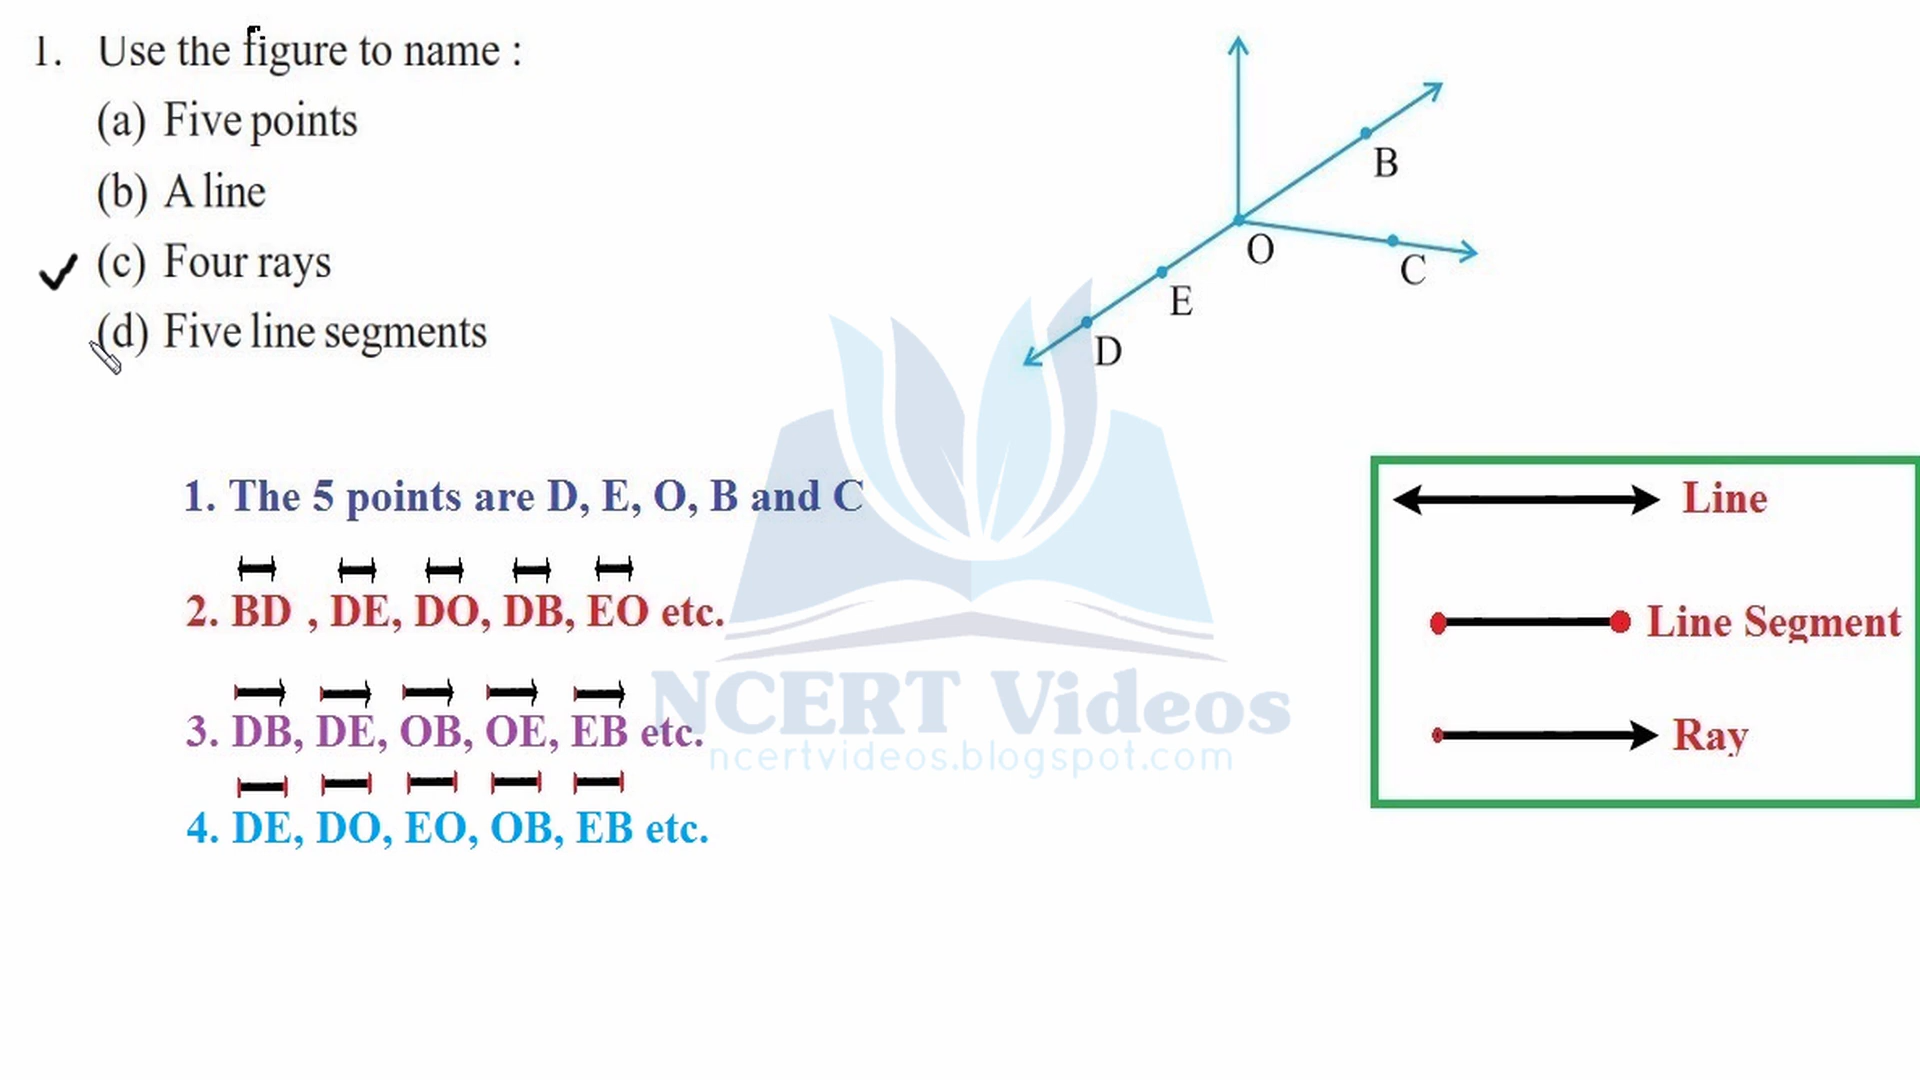 1. Use the figure to name :
(a) Five points
(b) A line
(c) Four rays
(d) Five line segments
B
O
C
E
D
1. The 5 points are D, E, O, B and C
2. BD , DE, DO, DB, EO etc.
3. DB, DE, OB, OE, EB etc.
4. DE, DO, EO, OB, EB etc.
Line
Line Segment
Ray
NCERT Videos
ncertvideos.blogspot.com